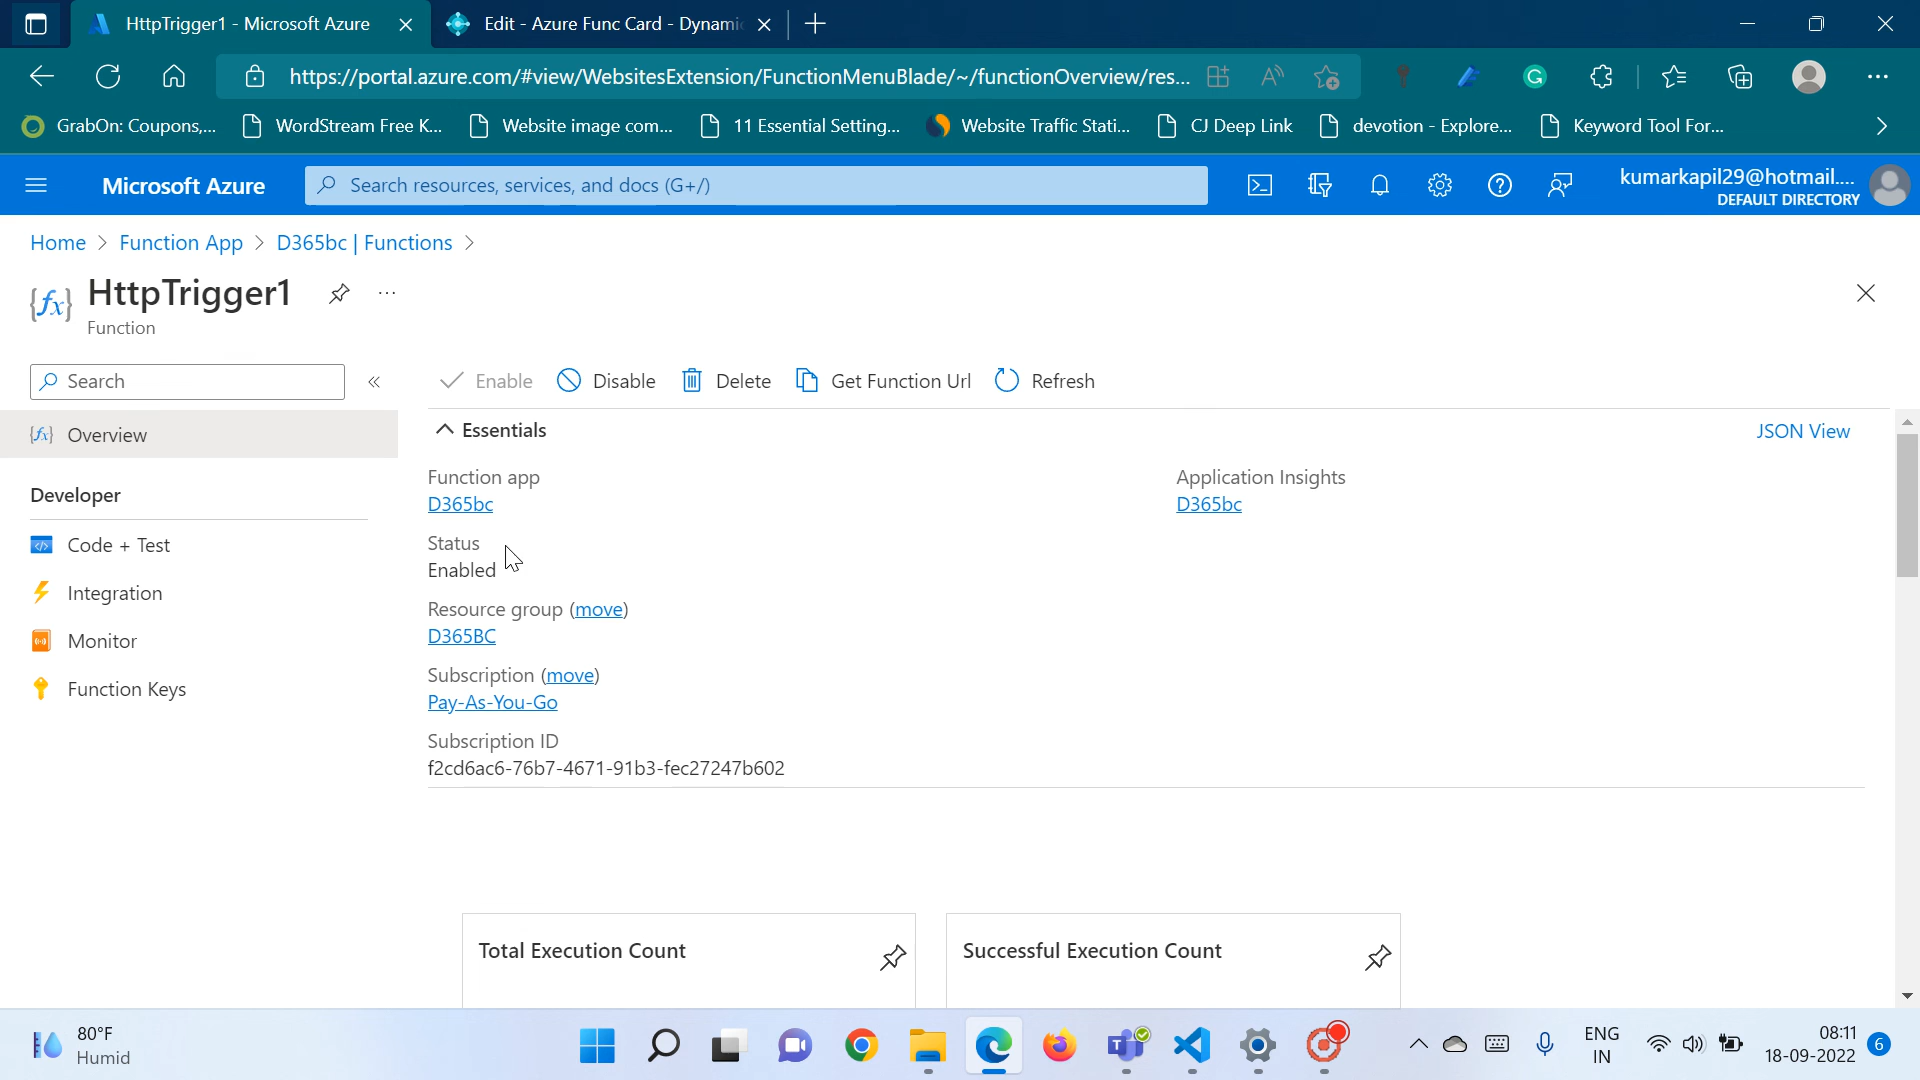 HttpTrigger1 - Microsoft Azure
Edit - Azure Func Card - Dynami
https://portal.azure.com/#view/WebsitesExtension/FunctionMenuBlade/~/functionOverview/res...
GrabOn: Coupons,...
WordStream Free K...
Website image com...
11 Essential Setting...
Website Traffic Stati...
CJ Deep Link
devotion - Explore...
Keyword Tool For...
Microsoft Azure
Search resources, services, and docs (G+/)
kumarkapil29@hotmail....
DEFAULT DIRECTORY
Home > Function App > D365bc | Functions >
{fx}
HttpTrigger1
...
Function
Search
«
Enable
Disable
Delete
Get Function Url
Refresh
{fx} Overview
Developer
Code + Test
Integration
Monitor
Function Keys
Essentials
JSON View
Function app
D365bc
Application Insights
D365bc
Status
Enabled
Resource group (move)
D365BC
Subscription (move)
Pay-As-You-Go
Subscription ID
f2cd6ac6-76b7-4671-91b3-fec27247b602
Total Execution Count
Successful Execution Count
80°F
Humid
ENG
IN
08:11
18-09-2022
6